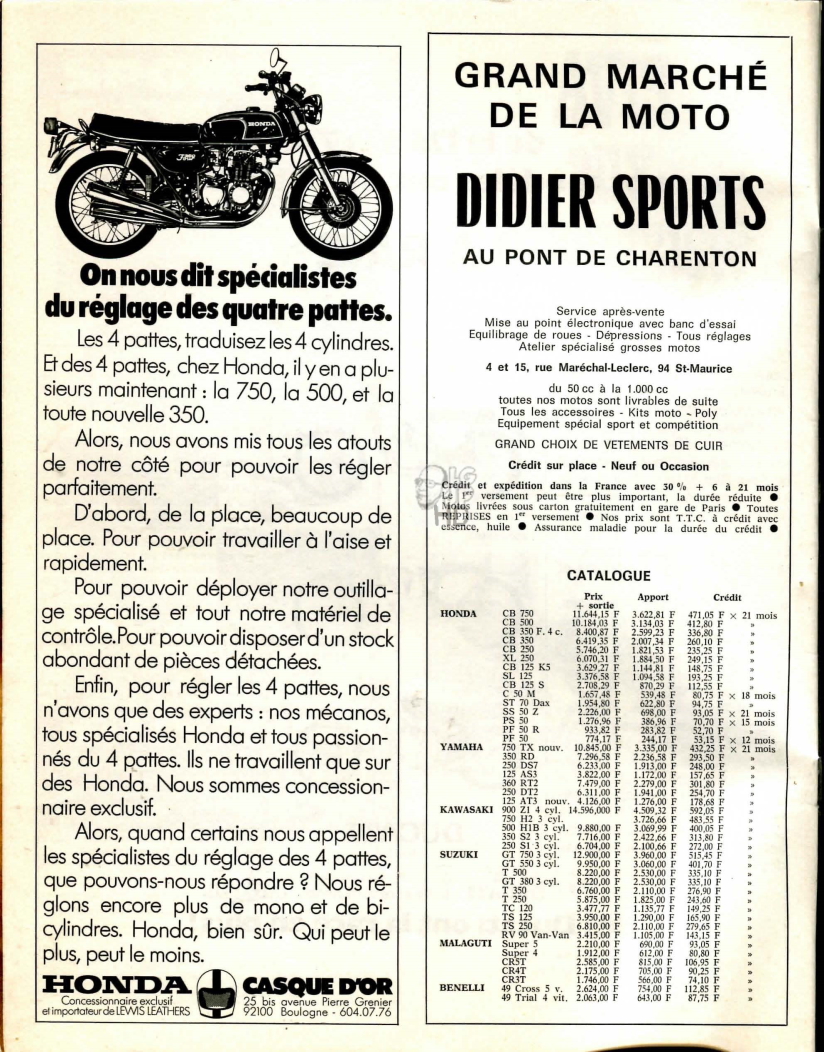 HONDA
On nous dit spécialistes
du réglage des quatre pattes.
Les 4 pattes, traduisez les 4 cylindres.
Et des 4 pattes, chez Honda, il y en a plu-
sieurs maintenant : la 750, la 500, et la
toute nouvelle 350.
Alors, nous avons mis tous les atouts
de notre côté pour pouvoir les régler
parfaitement.
D'abord, de la place, beaucoup de
place. Pour pouvoir travailler à l'aise et
rapidement.
Pour pouvoir déployer notre outilla-
ge spécialisé et tout notre matériel de
contrôle.Pour pouvoir disposer d'un stock
abondant de pièces détachées.
Enfin, pour régler les 4 pattes, nous
n'avons que des experts : nos mécanos,
tous spécialisés Honda et tous passion-
nés du 4 pattes. Ils ne travaillent que sur
des Honda. Nous sommes concession-
naire exclusif.
Alors, quand certains nous appellent
les spécialistes du réglage des 4 pattes,
que pouvons-nous répondre ? Nous ré-
glons encore plus de mono et de bi-
cylindres. Honda, bien sûr. Qui peut le
plus, peut le moins.
HONDA
Concessionnaire exclusif
et importateur de LEWIS LEATHERS
CASQUE D'OR
25 bis avenue Pierre Grenier
92100 Boulogne - 604.07.76
GRAND MARCHÉ
DE LA MOTO
DIDIER SPORTS
AU PONT DE CHARENTON
Service après-vente
Mise au point électronique avec banc d'essai
Equilibrage de roues - Dépressions - Tous réglages
Atelier spécialisé grosses motos
4 et 15, rue Maréchal-Leclerc, 94 St-Maurice
du 50 cc à la 1.000 cc
toutes nos motos sont livrables de suite
Tous les accessoires - Kits moto - Poly
Equipement spécial sport et compétition
GRAND CHOIX DE VETEMENTS DE CUIR
Crédit sur place - Neuf ou Occasion
Crédit et expédition dans la France avec 30 % + 6 à 21 mois
Le 1er versement peut être plus important, la durée réduite ●
Motos livrées sous carton gratuitement en gare de Paris ● Toutes
REPRISES en 1er versement ● Nos prix sont T.T.C. à crédit avec
essence, huile ● Assurance maladie pour la durée du crédit ●
CATALOGUE
Prix + sortie Apport Crédit
HONDA CB 750 11.644,15 F 3.622,81 F 471,05 F × 21 mois
CB 500 10.184,03 F 3.134,03 F 412,80 F »
CB 350 F. 4 c. 8.400,87 F 2.599,23 F 336,80 F »
CB 350 6.419,35 F 2.007,34 F 260,10 F »
CB 250 5.746,20 F 1.821,53 F 235,25 F »
XL 250 6.070,31 F 1.884,50 F 249,15 F »
CB 125 K5 3.629,27 F 1.144,81 F 148,75 F »
SL 125 3.376,58 F 1.094,58 F 193,25 F »
CB 125 S 2.708,29 F 870,29 F 112,55 F »
C 50 M 1.657,48 F 539,48 F 80,75 F × 18 mois
ST 70 Dax 1.954,80 F 622,80 F 94,75 F »
SS 50 Z 2.226,00 F 698,00 F 93,05 F × 21 mois
PS 50 1.276,96 F 386,96 F 70,70 F × 15 mois
PF 50 R 933,82 F 283,82 F 52,70 F »
PF 50 774,17 F 244,17 F 53,15 F × 12 mois
YAMAHA 750 TX nouv. 10.845,00 F 3.335,00 F 432,25 F × 21 mois
350 RD 7.296,58 F 2.236,58 F 293,50 F »
250 DS7 6.233,00 F 1.913,00 F 248,00 F »
125 AS3 3.822,00 F 1.172,00 F 157,65 F »
360 RT2 7.479,00 F 2.279,00 F 301,80 F »
250 DT2 6.311,00 F 1.941,00 F 254,70 F »
125 AT3 nouv. 4.126,00 F 1.276,00 F 178,68 F »
KAWASAKI 900 Z1 4 cyl. 14.596,000 F 4.509,32 F 592,05 F »
750 H2 3 cyl. 3.726,66 F 483,55 F »
500 H1B 3 cyl. 9.880,00 F 3.069,99 F 400,05 F »
350 S2 3 cyl. 7.716,00 F 2.422,66 F 313,80 F »
250 S1 3 cyl. 6.704,00 F 2.100,66 F 272,00 F »
SUZUKI GT 750 3 cyl. 12.900,00 F 3.960,00 F 515,45 F »
GT 550 3 cyl. 9.950,00 F 3.060,00 F 401,70 F »
T 500 8.220,00 F 2.530,00 F 335,10 F »
GT 380 3 cyl. 8.220,00 F 2.530,00 F 335,10 F »
T 350 6.760,00 F 2.110,00 F 276,90 F »
T 250 5.875,00 F 1.825,00 F 243,60 F »
TC 120 3.477,77 F 1.135,77 F 149,25 F »
TS 125 3.950,00 F 1.290,00 F 165,90 F »
TS 250 6.810,00 F 2.110,00 F 279,65 F »
RV 90 Van-Van 3.415,00 F 1.105,00 F 143,15 F »
MALAGUTI Super 5 2.210,00 F 690,00 F 93,05 F »
Super 4 1.912,00 F 612,00 F 80,80 F »
CR5T 2.585,00 F 815,00 F 106,95 F »
CR4T 2.175,00 F 705,00 F 90,25 F »
CR3T 1.746,00 F 566,00 F 74,10 F »
BENELLI 49 Cross 5 v. 2.624,00 F 754,00 F 112,85 F »
49 Trial 4 vit. 2.063,00 F 643,00 F 87,75 F »